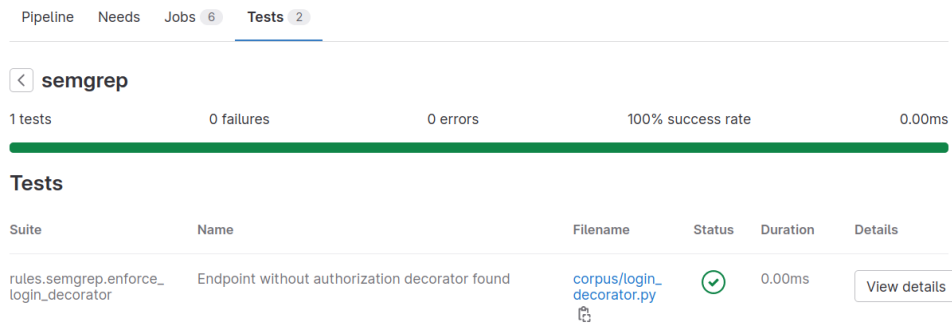 Pipeline Needs Jobs 6 Tests 2
semgrep
1 tests 0 failures 0 errors 100% success rate 0.00ms
Tests
Suite Name Filename Status Duration Details
rules.semgrep.enforce_ Endpoint without authorization decorator found corpus/login_ 0.00ms View details
login_decorator decorator.py